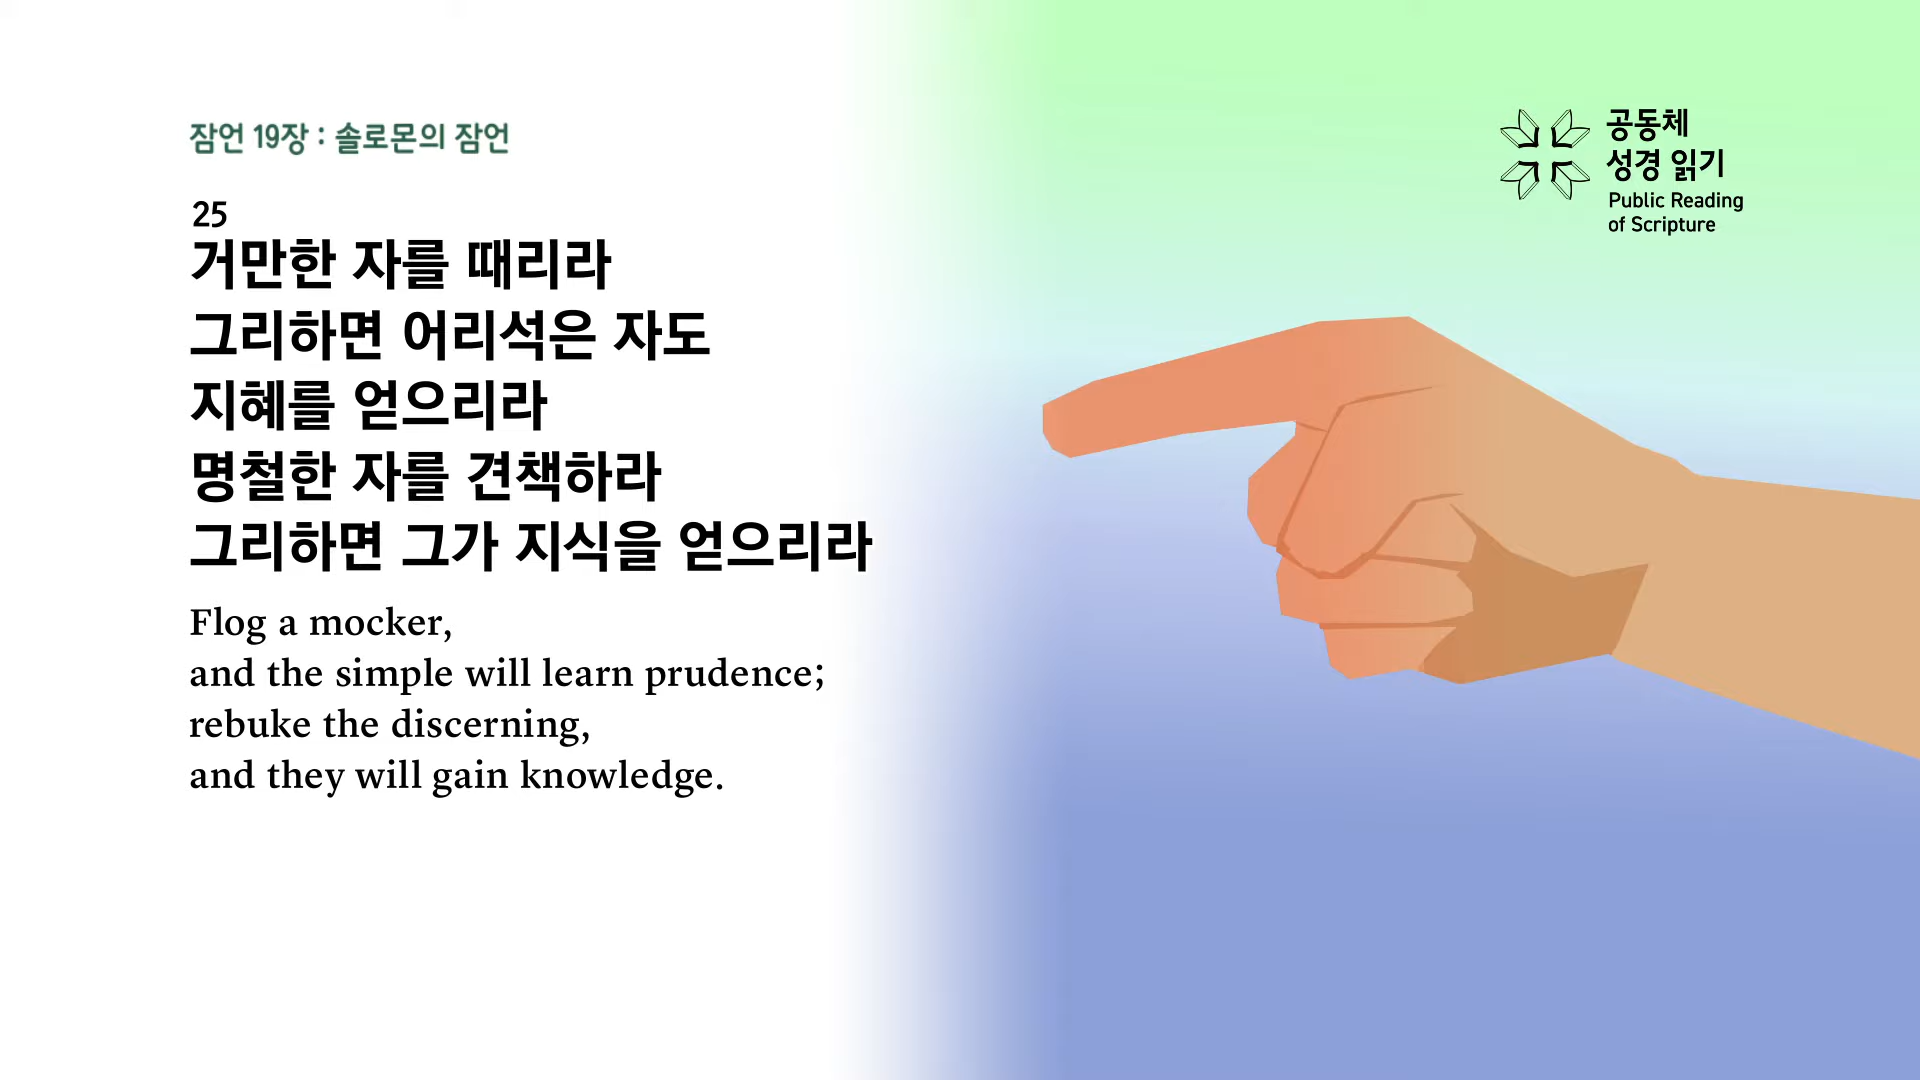 잠언 19장 : 솔로몬의 잠언
25
거만한 자를 때리라
그리하면 어리석은 자도
지혜를 얻으리라
명철한 자를 견책하라
그리하면 그가 지식을 얻으리라
Flog a mocker,
and the simple will learn prudence;
rebuke the discerning,
and they will gain knowledge.
공동체
성경 읽기
Public Reading
of Scripture